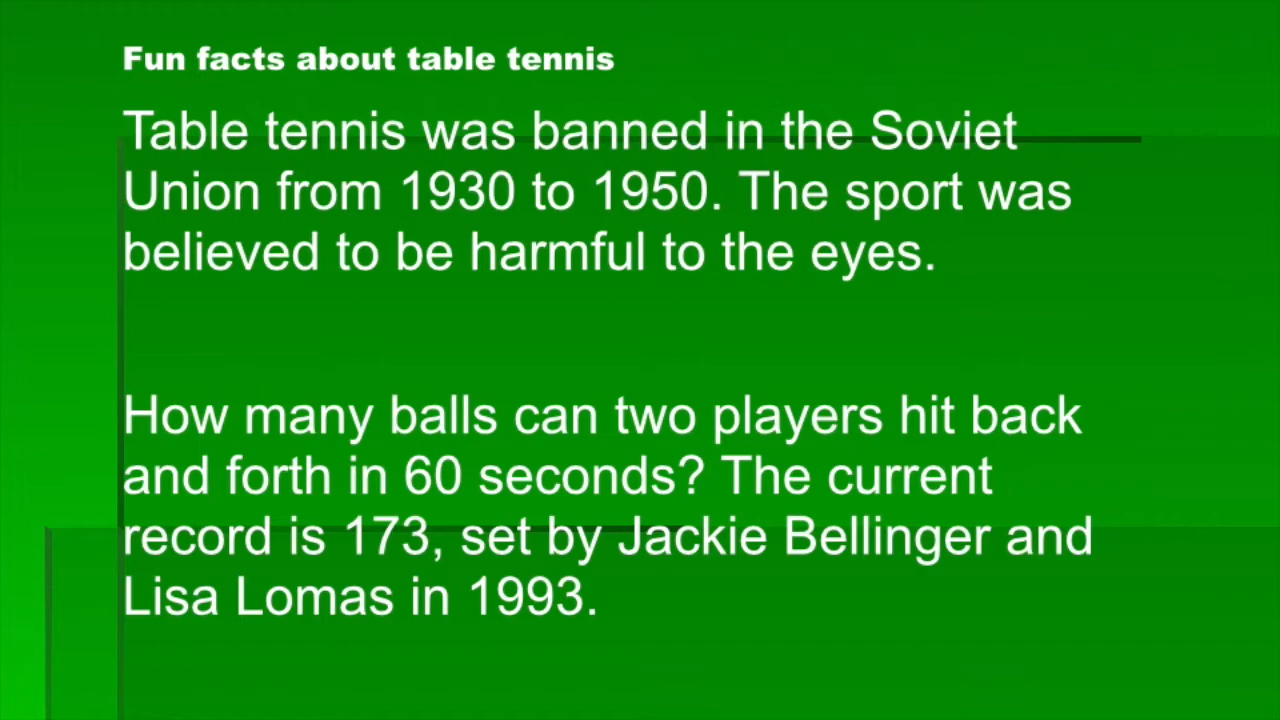 Fun facts about table tennis
Table tennis was banned in the Soviet
Union from 1930 to 1950. The sport was
believed to be harmful to the eyes.
How many balls can two players hit back
and forth in 60 seconds? The current
record is 173, set by Jackie Bellinger and
Lisa Lomas in 1993.